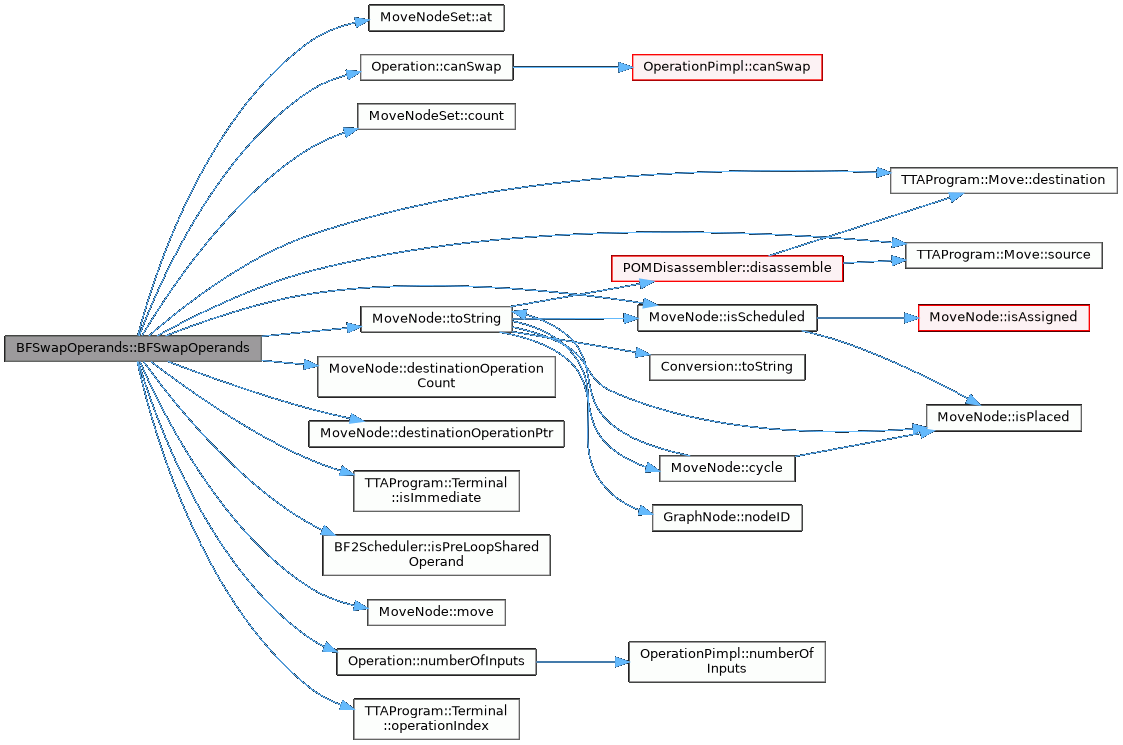 MoveNodeSet::at
Operation::canSwap
OperationPimpl::canSwap
MoveNodeSet::count
TTAProgram::Move::destination
TTAProgram::Move::source
POMDisassembler::disassemble
MoveNode::toString
MoveNode::isScheduled
MoveNode::isAssigned
BFSwapOperands::BFSwapOperands
MoveNode::destinationOperation
Count
Conversion::toString
MoveNode::isPlaced
MoveNode::destinationOperationPtr
MoveNode::cycle
TTAProgram::Terminal
::isImmediate
GraphNode::nodeID
BF2Scheduler::isPreLoopShared
Operand
MoveNode::move
Operation::numberOfInputs
OperationPimpl::numberOf
Inputs
TTAProgram::Terminal
::operationIndex